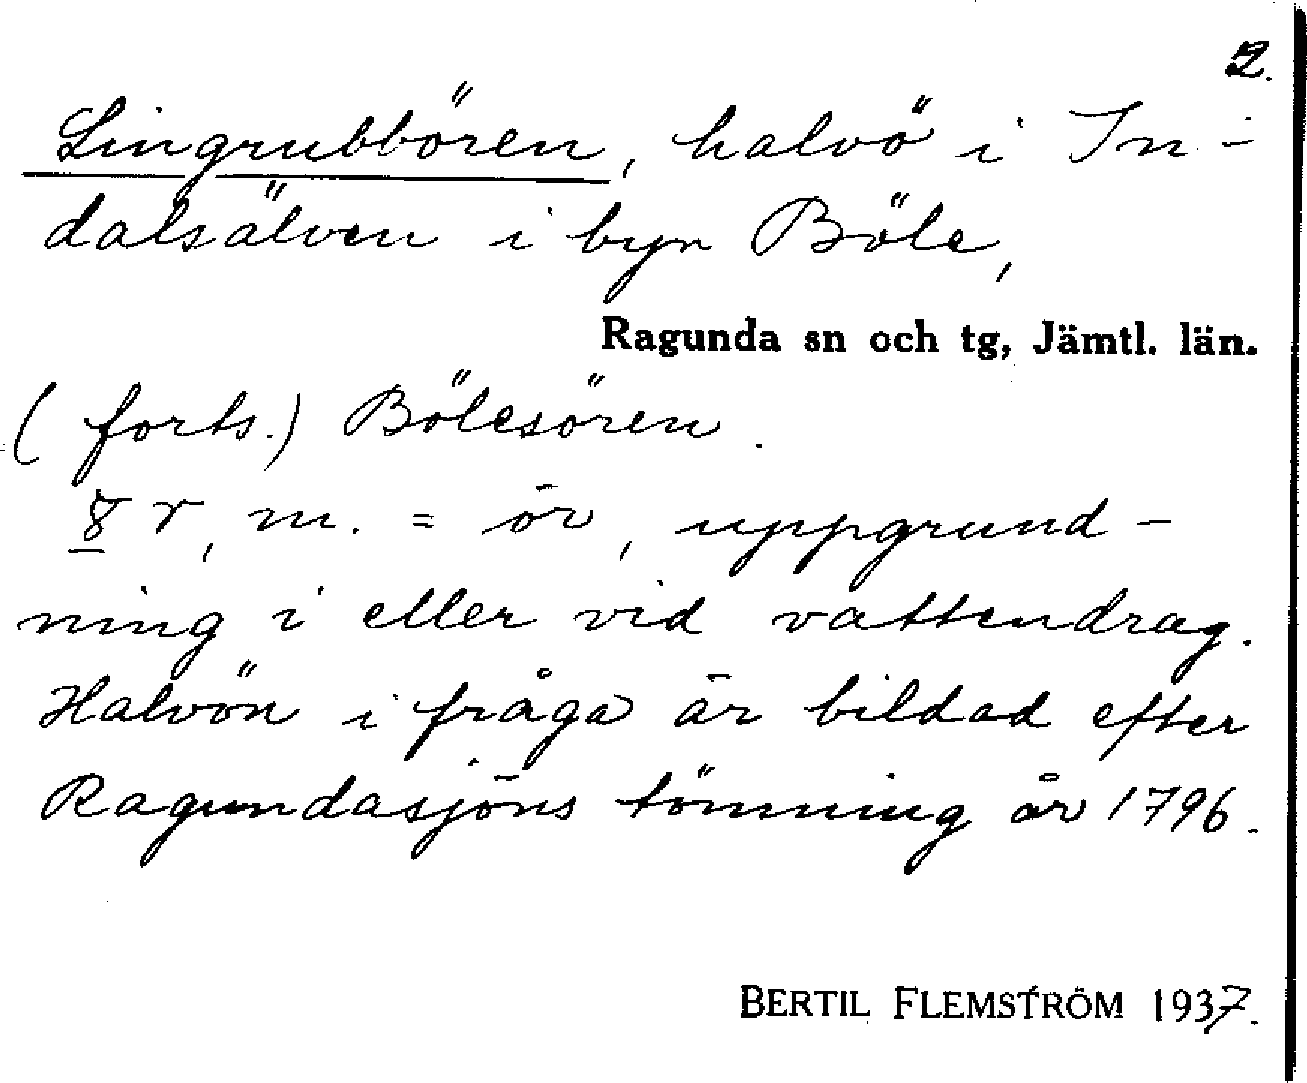 2.
Lingrubbören, halvö i In-
dalsälven i byn Böle,
Ragunda sn och tg, Jämtl. län.
(forts.) Bölesören.
r, m. = ör, uppgrund-
ning i eller vid vattendrag.
Halvön i fråga är bildad efter
Ragundasjöns tömning år 1796.
BERTIL FLEMSTRÖM 1937.